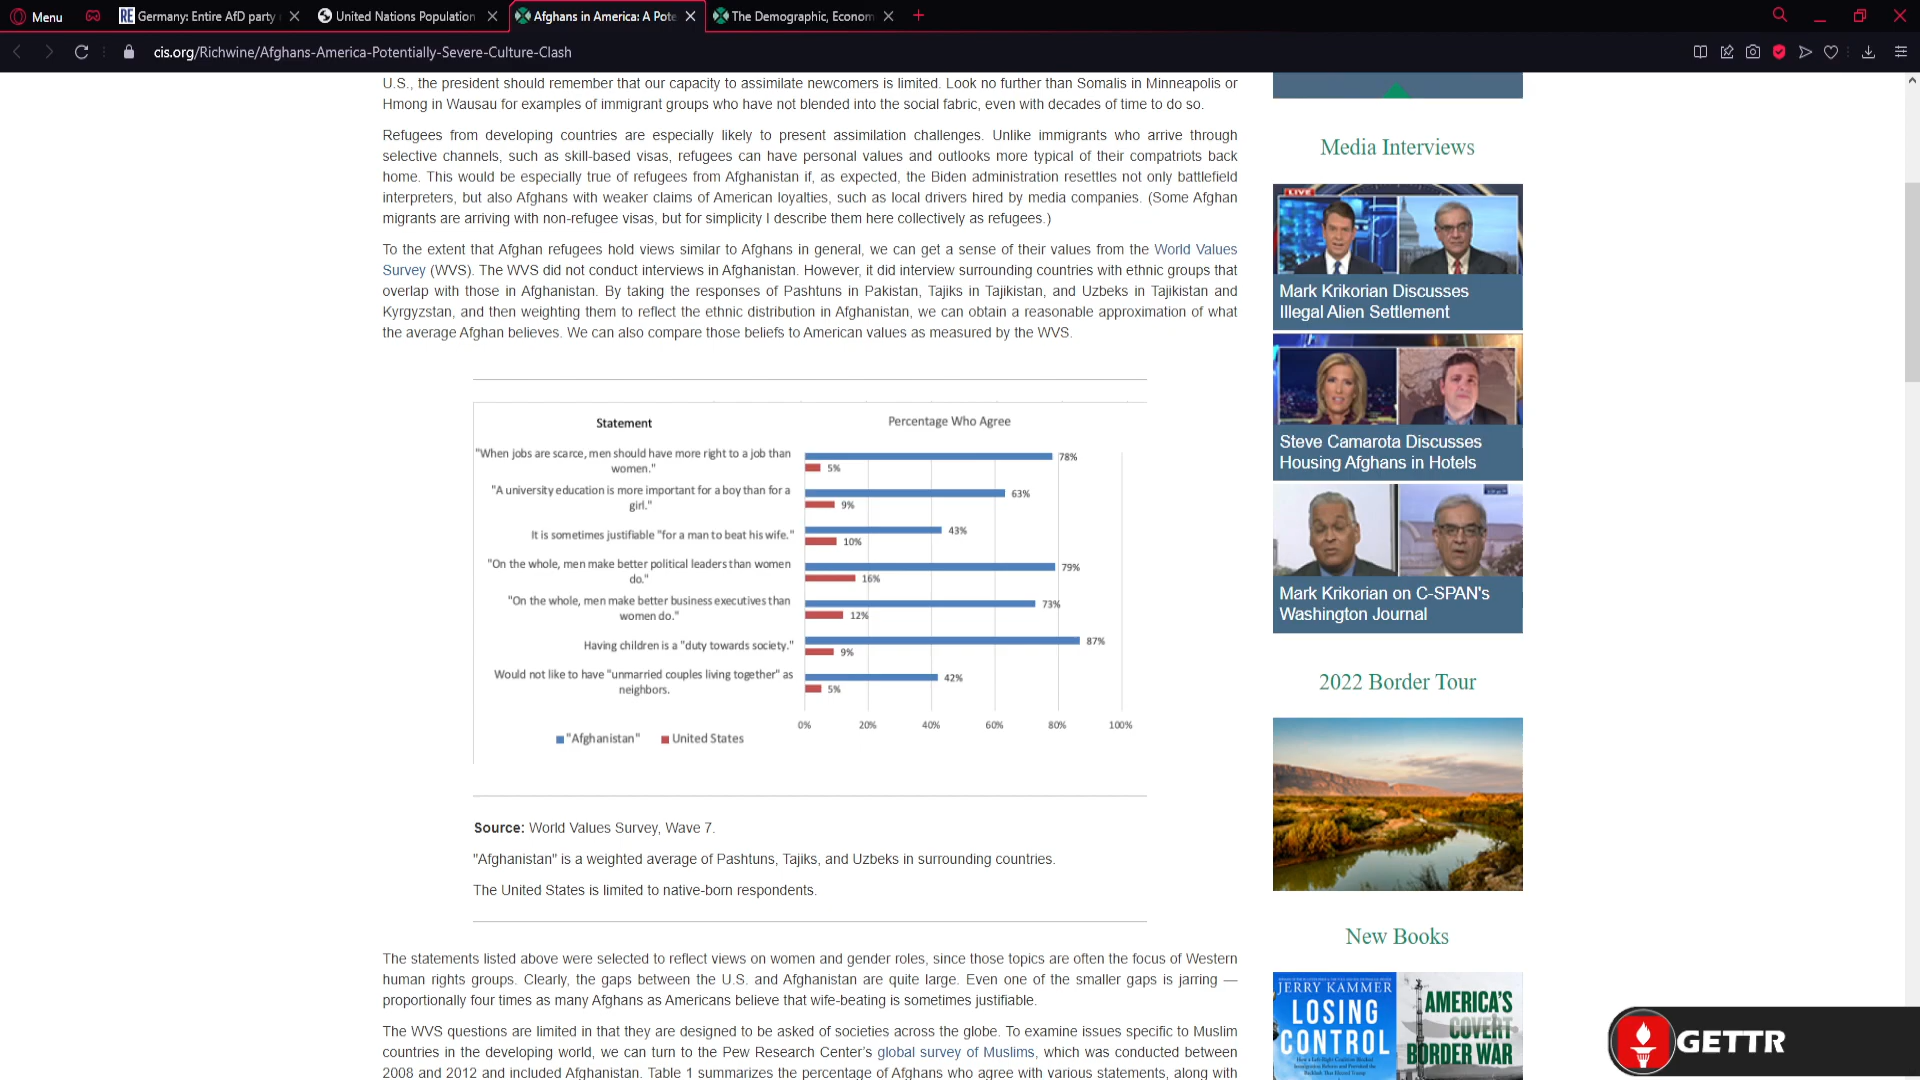 Menu
RE Germany: Entire AfD party
United Nations Population
Afghans in America: A Pote
The Demographic, Econom
cis.org/Richwine/Afghans-America-Potentially-Severe-Culture-Clash
U.S., the president should remember that our capacity to assimilate newcomers is limited. Look no further than Somalis in Minneapolis or
Hmong in Wausau for examples of immigrant groups who have not blended into the social fabric, even with decades of time to do so.
Refugees from developing countries are especially likely to present assimilation challenges. Unlike immigrants who arrive through
selective channels, such as skill-based visas, refugees can have personal values and outlooks more typical of their compatriots back
home. This would be especially true of refugees from Afghanistan if, as expected, the Biden administration resettles not only battlefield
interpreters, but also Afghans with weaker claims of American loyalties, such as local drivers hired by media companies. (Some Afghan
migrants are arriving with non-refugee visas, but for simplicity I describe them here collectively as refugees.)
To the extent that Afghan refugees hold views similar to Afghans in general, we can get a sense of their values from the World Values
Survey (WVS). The WVS did not conduct interviews in Afghanistan. However, it did interview surrounding countries with ethnic groups that
overlap with those in Afghanistan. By taking the responses of Pashtuns in Pakistan, Tajiks in Tajikistan, and Uzbeks in Tajikistan and
Kyrgyzstan, and then weighting them to reflect the ethnic distribution in Afghanistan, we can obtain a reasonable approximation of what
the average Afghan believes. We can also compare those beliefs to American values as measured by the WVS.
Statement
Percentage Who Agree
"When jobs are scarce, men should have more right to a job than
women."
78%
5%
"A university education is more important for a boy than for a
girl."
63%
9%
It is sometimes justifiable "for a man to beat his wife."
43%
10%
"On the whole, men make better political leaders than women
do."
79%
16%
"On the whole, men make better business executives than
women do."
73%
12%
Having children is a "duty towards society."
87%
9%
Would not like to have "unmarried couples living together" as
neighbors.
42%
5%
0% 20% 40% 60% 80% 100%
"Afghanistan" United States
Source: World Values Survey, Wave 7.
"Afghanistan" is a weighted average of Pashtuns, Tajiks, and Uzbeks in surrounding countries.
The United States is limited to native-born respondents.
The statements listed above were selected to reflect views on women and gender roles, since those topics are often the focus of Western
human rights groups. Clearly, the gaps between the U.S. and Afghanistan are quite large. Even one of the smaller gaps is jarring —
proportionally four times as many Afghans as Americans believe that wife-beating is sometimes justifiable.
The WVS questions are limited in that they are designed to be asked of societies across the globe. To examine issues specific to Muslim
countries in the developing world, we can turn to the Pew Research Center's global survey of Muslims, which was conducted between
2008 and 2012 and included Afghanistan. Table 1 summarizes the percentage of Afghans who agree with various statements, along with
Media Interviews
LIVE
Mark Krikorian Discusses
Illegal Alien Settlement
Steve Camarota Discusses
Housing Afghans in Hotels
Mark Krikorian on C-SPAN's
Washington Journal
2022 Border Tour
New Books
JERRY KAMMER
LOSING
CONTROL
AMERICA'S
COVERT
BORDER WAR
GETTR